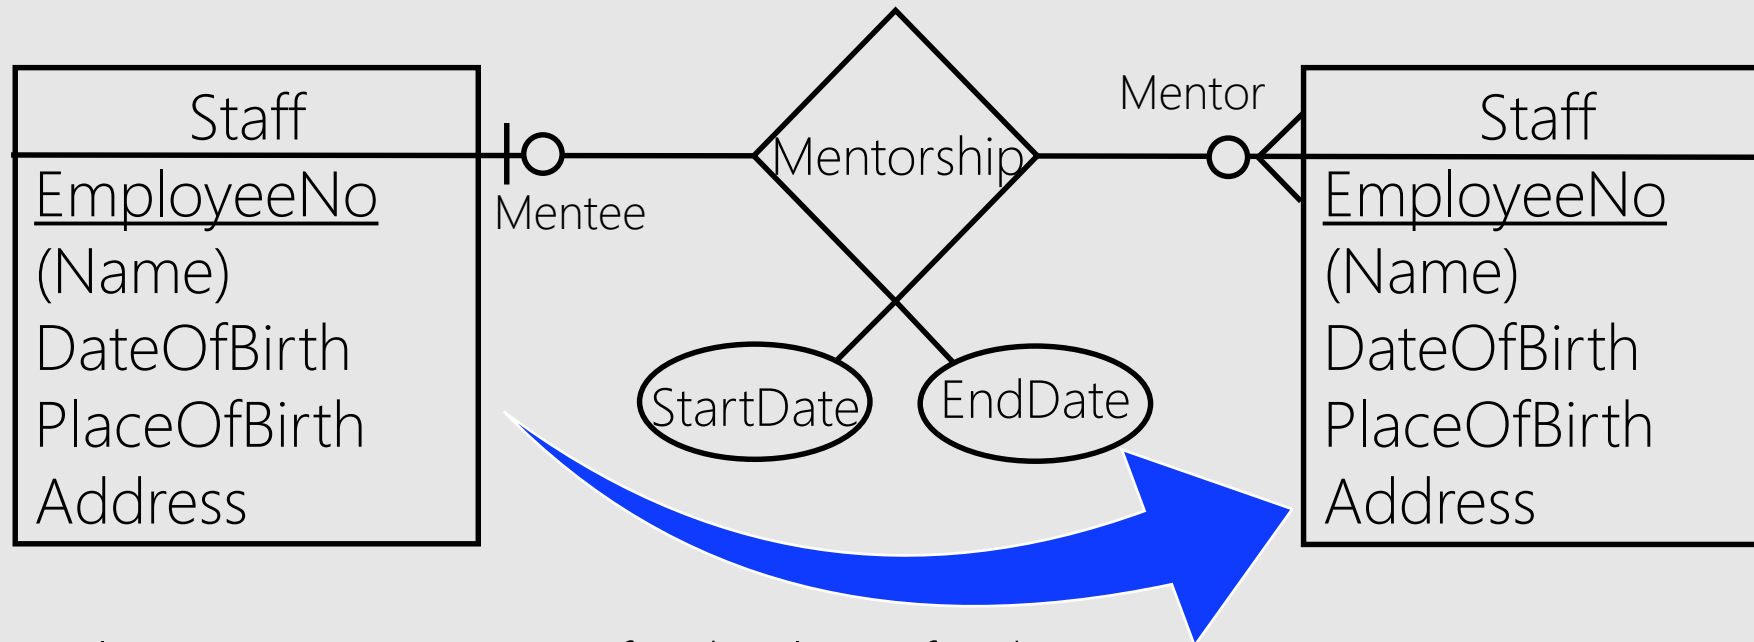 Staff
EmployeeNo
(Name)
DateOfBirth
PlaceOfBirth
Address
Mentee
Mentorship
StartDate
EndDate
Mentor
Staff
EmployeeNo
(Name)
DateOfBirth
PlaceOfBirth
Address